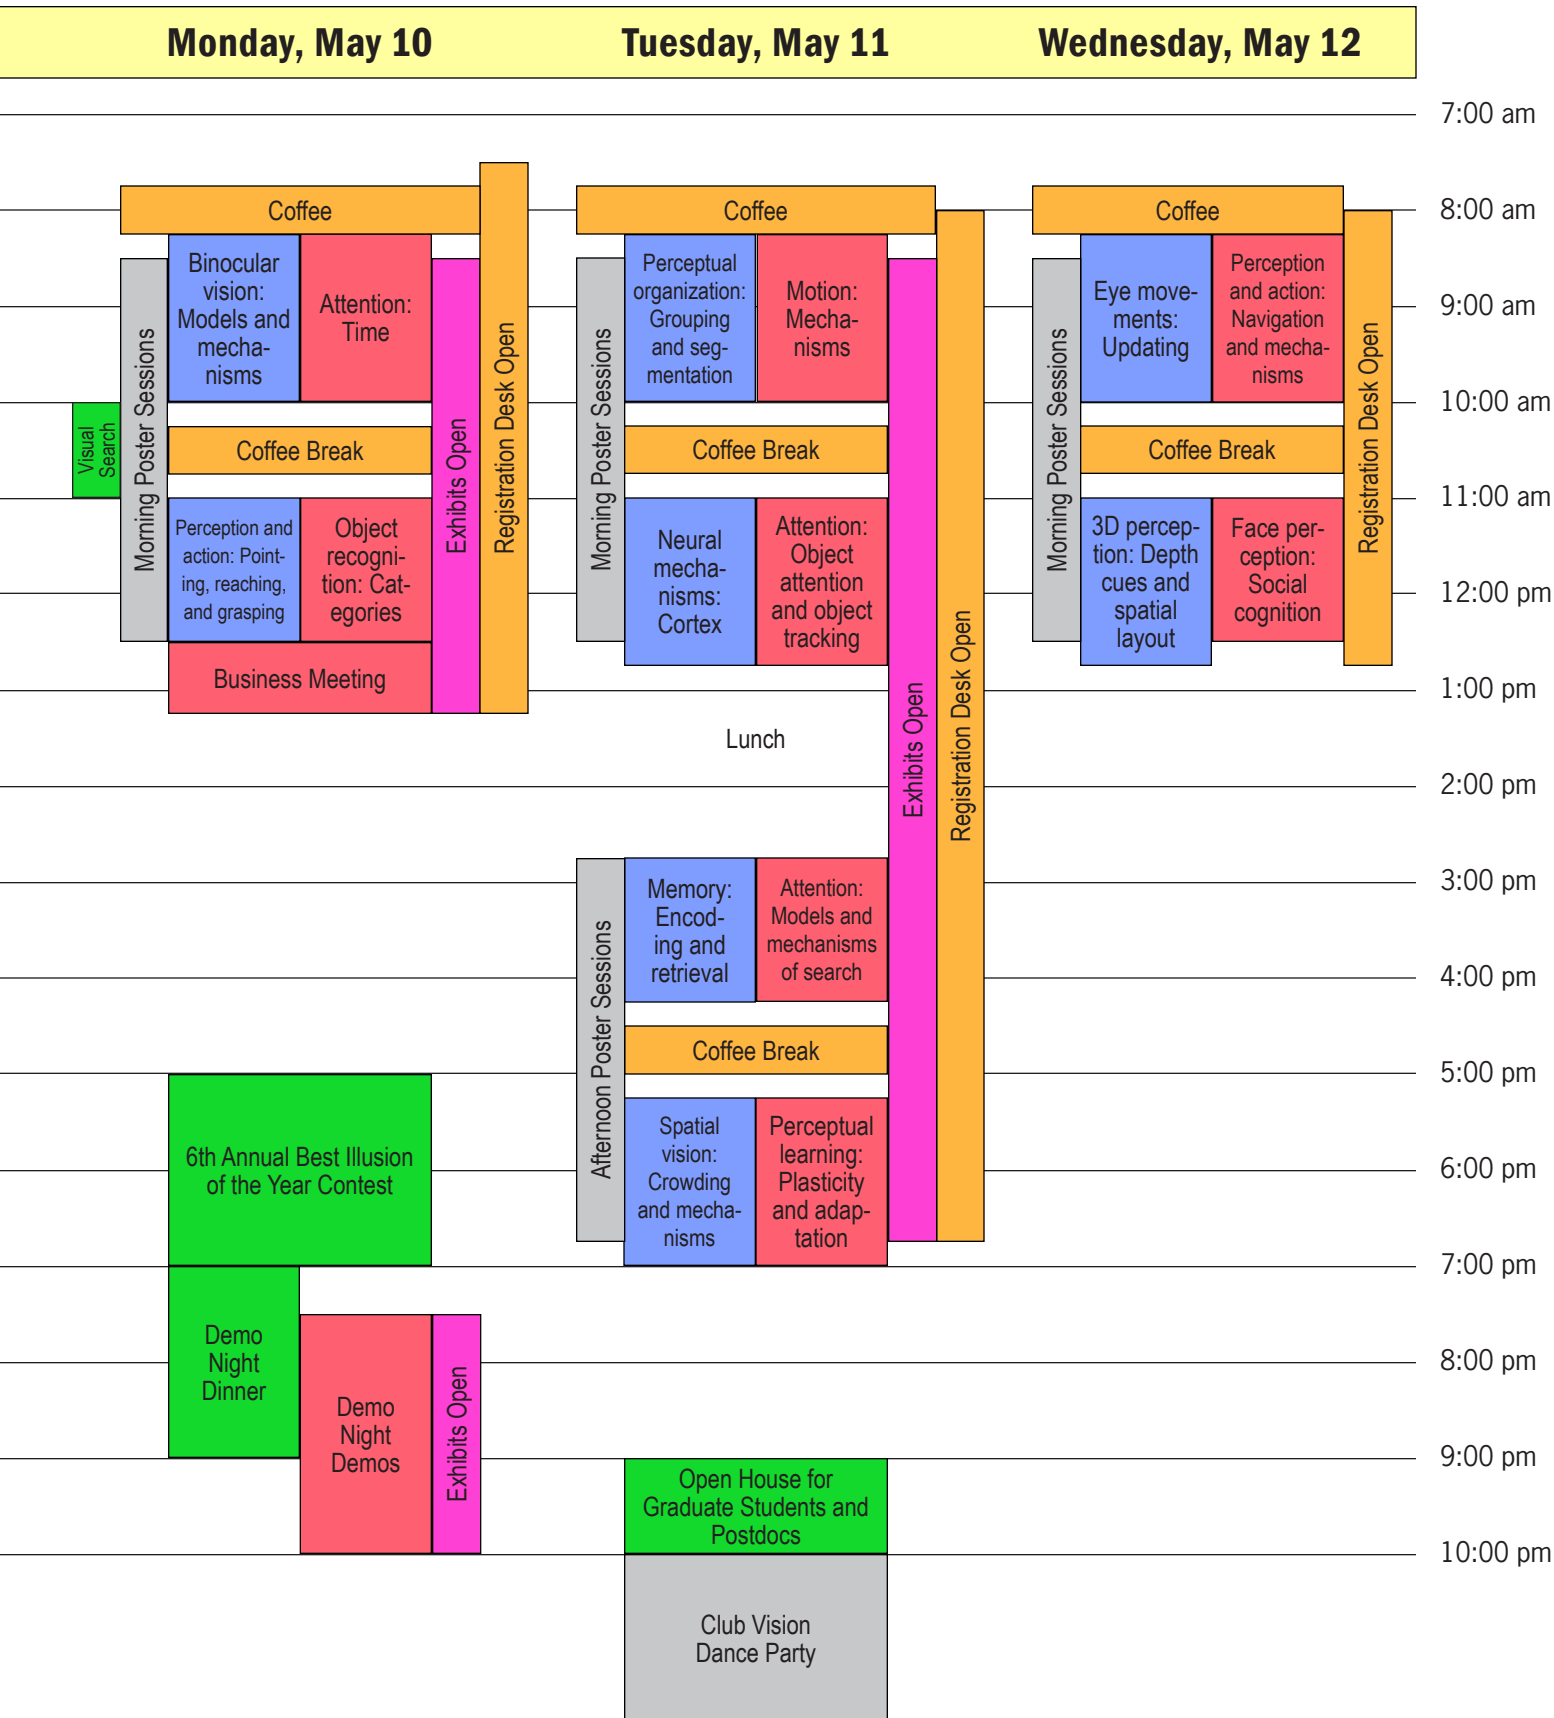 Monday, May 10
Tuesday, May 11
Wednesday, May 12
7:00 am
8:00 am
9:00 am
10:00 am
11:00 am
12:00 pm
1:00 pm
2:00 pm
3:00 pm
4:00 pm
5:00 pm
6:00 pm
7:00 pm
8:00 pm
9:00 pm
10:00 pm
Coffee
Visual
Search
Morning Poster Sessions
Binocular
vision:
Models and
mecha-
nisms
Attention:
Time
Coffee Break
Perception and
action: Point-
ing, reaching,
and grasping
Object
recogni-
tion: Cat-
egories
Business Meeting
Exhibits Open
Registration Desk Open
6th Annual Best Illusion
of the Year Contest
Demo
Night
Dinner
Demo
Night
Demos
Exhibits Open
Coffee
Morning Poster Sessions
Perceptual
organization:
Grouping
and seg-
mentation
Motion:
Mecha-
nisms
Coffee Break
Neural
mecha-
nisms:
Cortex
Attention:
Object
attention
and object
tracking
Exhibits Open
Registration Desk Open
Lunch
Afternoon Poster Sessions
Memory:
Encod-
ing and
retrieval
Attention:
Models and
mechanisms
of search
Coffee Break
Spatial
vision:
Crowding
and mecha-
nisms
Perceptual
learning:
Plasticity
and adap-
tation
Open House for
Graduate Students and
Postdocs
Club Vision
Dance Party
Coffee
Morning Poster Sessions
Eye move-
ments:
Updating
Perception
and action:
Navigation
and mecha-
nisms
Coffee Break
3D percep-
tion: Depth
cues and
spatial
layout
Face per-
ception:
Social
cognition
Registration Desk Open